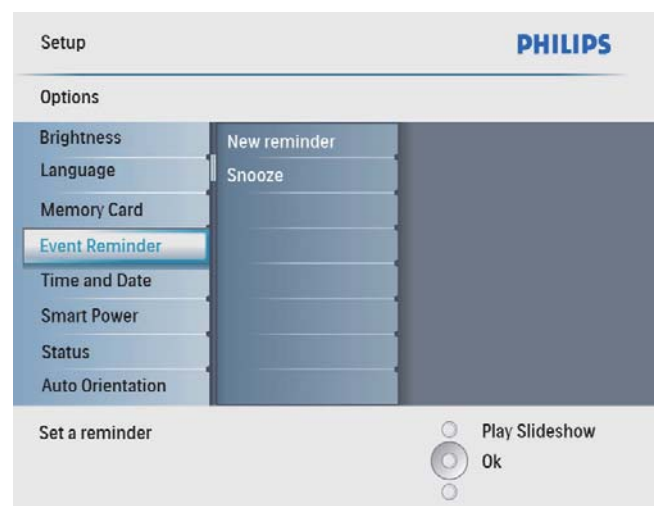 Setup
PHILIPS
Options
Brightness
Language
Memory Card
Event Reminder
Time and Date
Smart Power
Status
Auto Orientation
New reminder
Snooze
Set a reminder
Play Slideshow
Ok